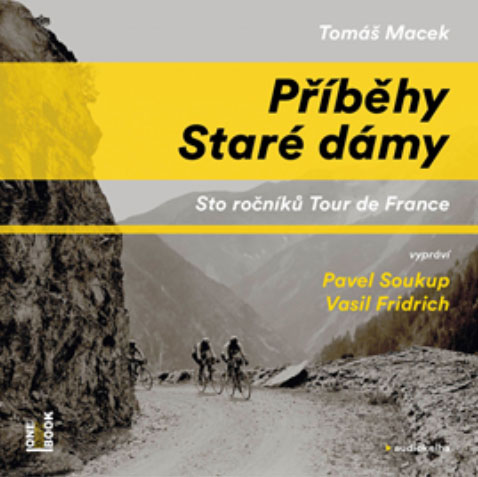 Tomáš Macek
Příběhy
Staré dámy
Sto ročníků Tour de France
vypráví
Pavel Soukup
Vasil Fridrich
ONE
BOOK
audiokniha